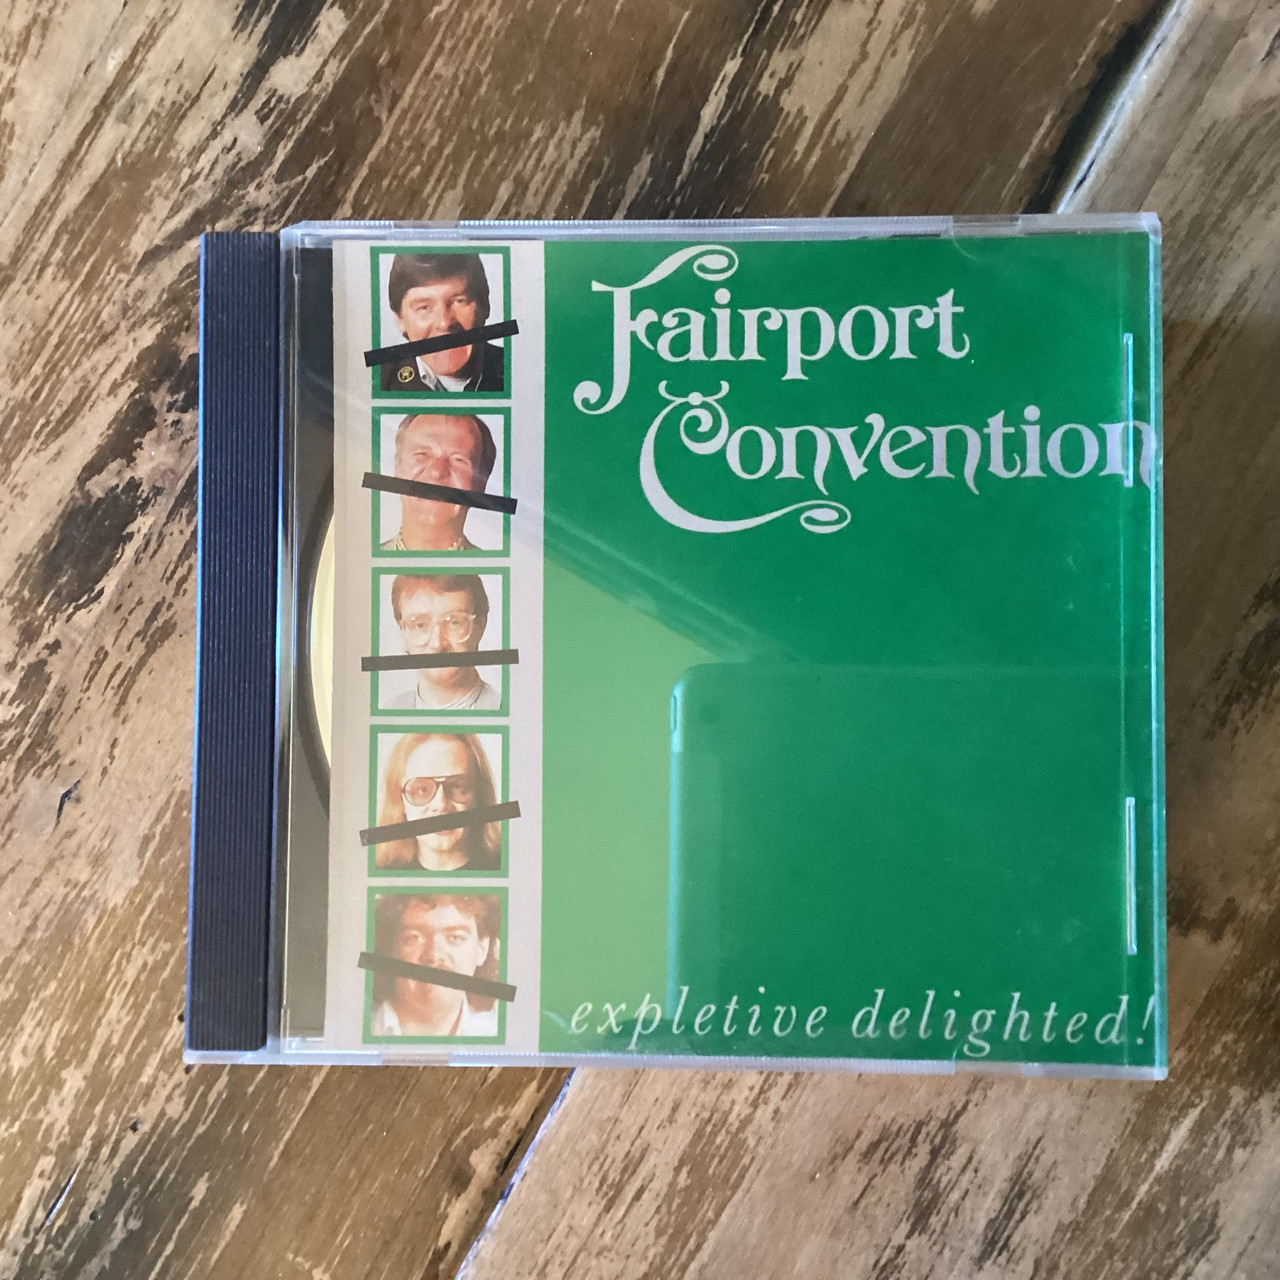 Fairport
Convention
expletive delighted!